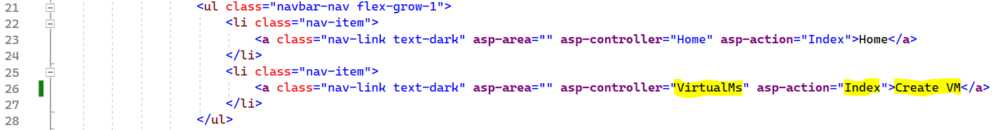 21 <ul class="navbar-nav flex-grow-1">
22 <li class="nav-item">
23 <a class="nav-link text-dark" asp-area="" asp-controller="Home" asp-action="Index">Home</a>
24 </li>
25 <li class="nav-item">
26 <a class="nav-link text-dark" asp-area="" asp-controller="VirtualMs" asp-action="Index">Create VM</a>
27 </li>
28 </ul>